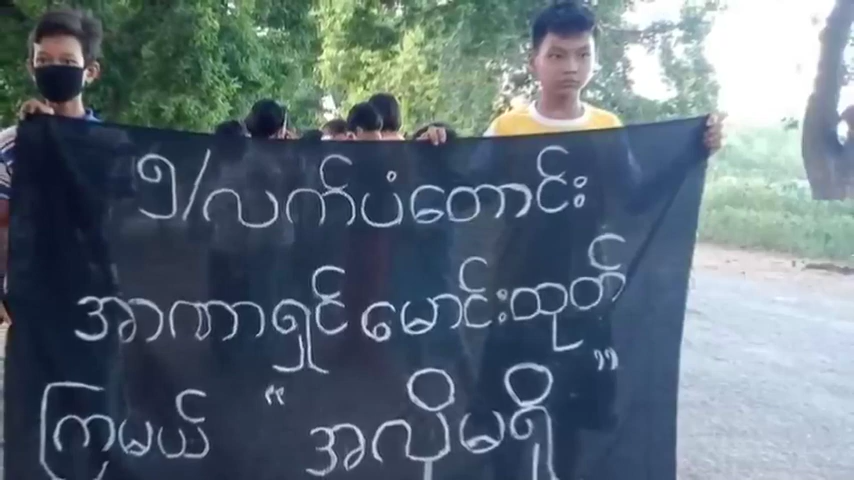 ၅/လက်ပံတောင်း
အာဏာရှင်မောင်းထုတ်
ကြမယ် "အလိုမရှိ"